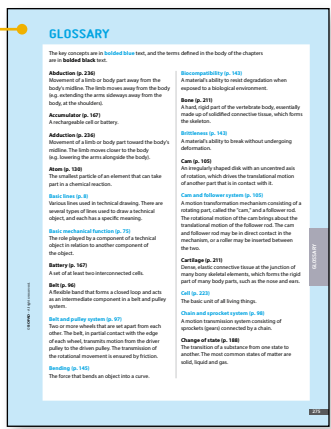 GLOSSARY
The key concepts are in bolded blue text, and the terms defined in the body of the chapters
are in bolded black text.
Abduction (p. 236)
Movement of a limb or body part away from the
body's midline. The limb moves away from the body
(e.g. extending the arms sideways away from the
body, at the shoulders).
Accumulator (p. 167)
A rechargeable cell or battery.
Adduction (p. 236)
Movement of a limb or body part toward the body's
midline. The limb moves closer to the body
(e.g. lowering the arms alongside the body).
Atom (p. 130)
The smallest particle of an element that can take
part in a chemical reaction.
Basic lines (p. 8)
Various lines used in technical drawing. There are
several types of lines used to draw a technical
object, and each has a specific meaning.
Basic mechanical function (p. 75)
The role played by a component of a technical
object in relation to another component of
the object.
Battery (p. 167)
A set of at least two interconnected cells.
Belt (p. 96)
A flexible band that forms a closed loop and acts
as an intermediate component in a belt and pulley
system.
Belt and pulley system (p. 97)
Two or more wheels that are set apart from each
other. The belt, in partial contact with the edge
of each wheel, transmits motion from the driver
pulley to the driven pulley. The transmission of
the rotational movement is ensured by friction.
Bending (p. 145)
The force that bends an object into a curve.
Biocompatibility (p. 143)
A material's ability to resist degradation when
exposed to a biological environment.
Bone (p. 211)
A hard, rigid part of the vertebrate body, essentially
made up of solidified connective tissue, which forms
the skeleton.
Brittleness (p. 143)
A material's ability to break without undergoing
deformation.
Cam (p. 105)
An irregularly shaped disk with an uncentred axis
of rotation, which drives the translational motion
of another part that is in contact with it.
Cam and follower system (p. 105)
A motion transformation mechanism consisting of a
rotating part, called the "cam," and a follower rod.
The rotational motion of the cam brings about the
translational motion of the follower rod. The cam
and follower rod may be in direct contact in the
mechanism, or a roller may be inserted between
the two.
Cartilage (p. 211)
Dense, elastic connective tissue at the junction of
many bony skeletal elements, which forms the rigid
part of many body parts, such as the nose and ears.
Cell (p. 222)
The basic unit of all living things.
Chain and sprocket system (p. 98)
A motion transmission system consisting of
sprockets (gears) connected by a chain.
Change of state (p. 188)
The transition of a substance from one state to
another. The most common states of matter are
solid, liquid and gas.
GLOSSARY
275